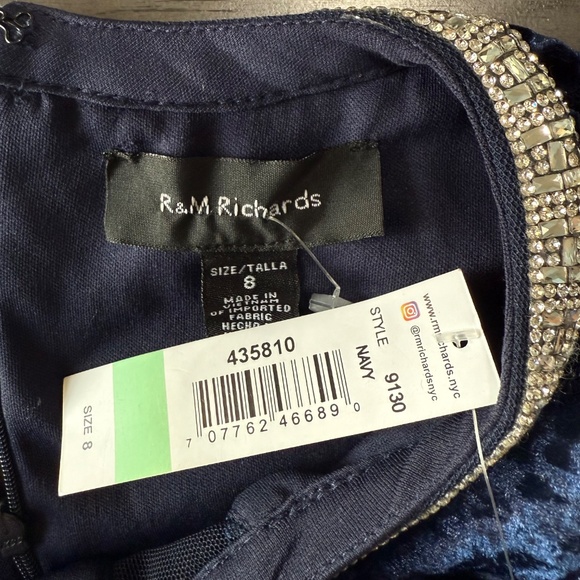 R&M Richards
SIZE/TALLA
8
MADE IN
VIETNAM
OF IMPORTED
FABRIC
HECHO
SIZE 8
435810
7 07762 46689 0
STYLE 9130
NAVY
www.rmrichards.nyc
@rmrichardsnyc